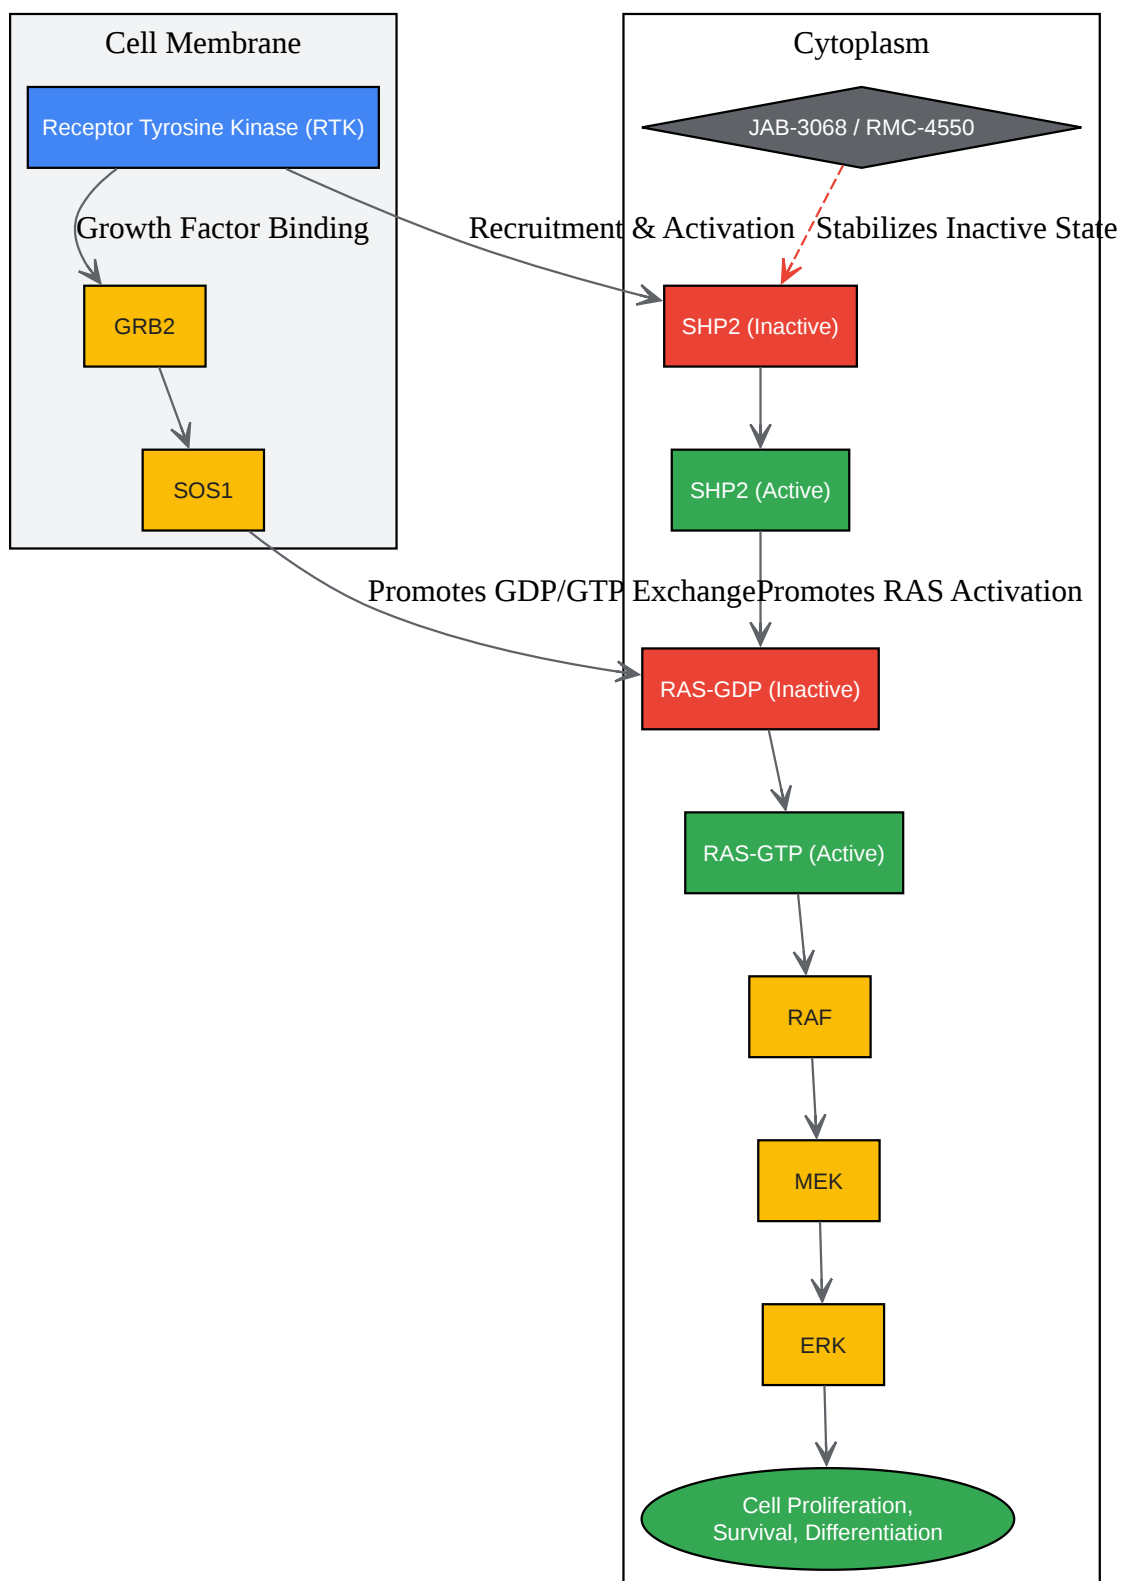 Cell Membrane
Cytoplasm
Receptor Tyrosine Kinase (RTK)
JAB-3068 / RMC-4550
Growth Factor Binding
Recruitment & Activation
Stabilizes Inactive State
GRB2
SHP2 (Inactive)
SOS1
SHP2 (Active)
Promotes GDP/GTP Exchange
Promotes RAS Activation
RAS-GDP (Inactive)
RAS-GTP (Active)
RAF
MEK
ERK
Cell Proliferation,
Survival, Differentiation